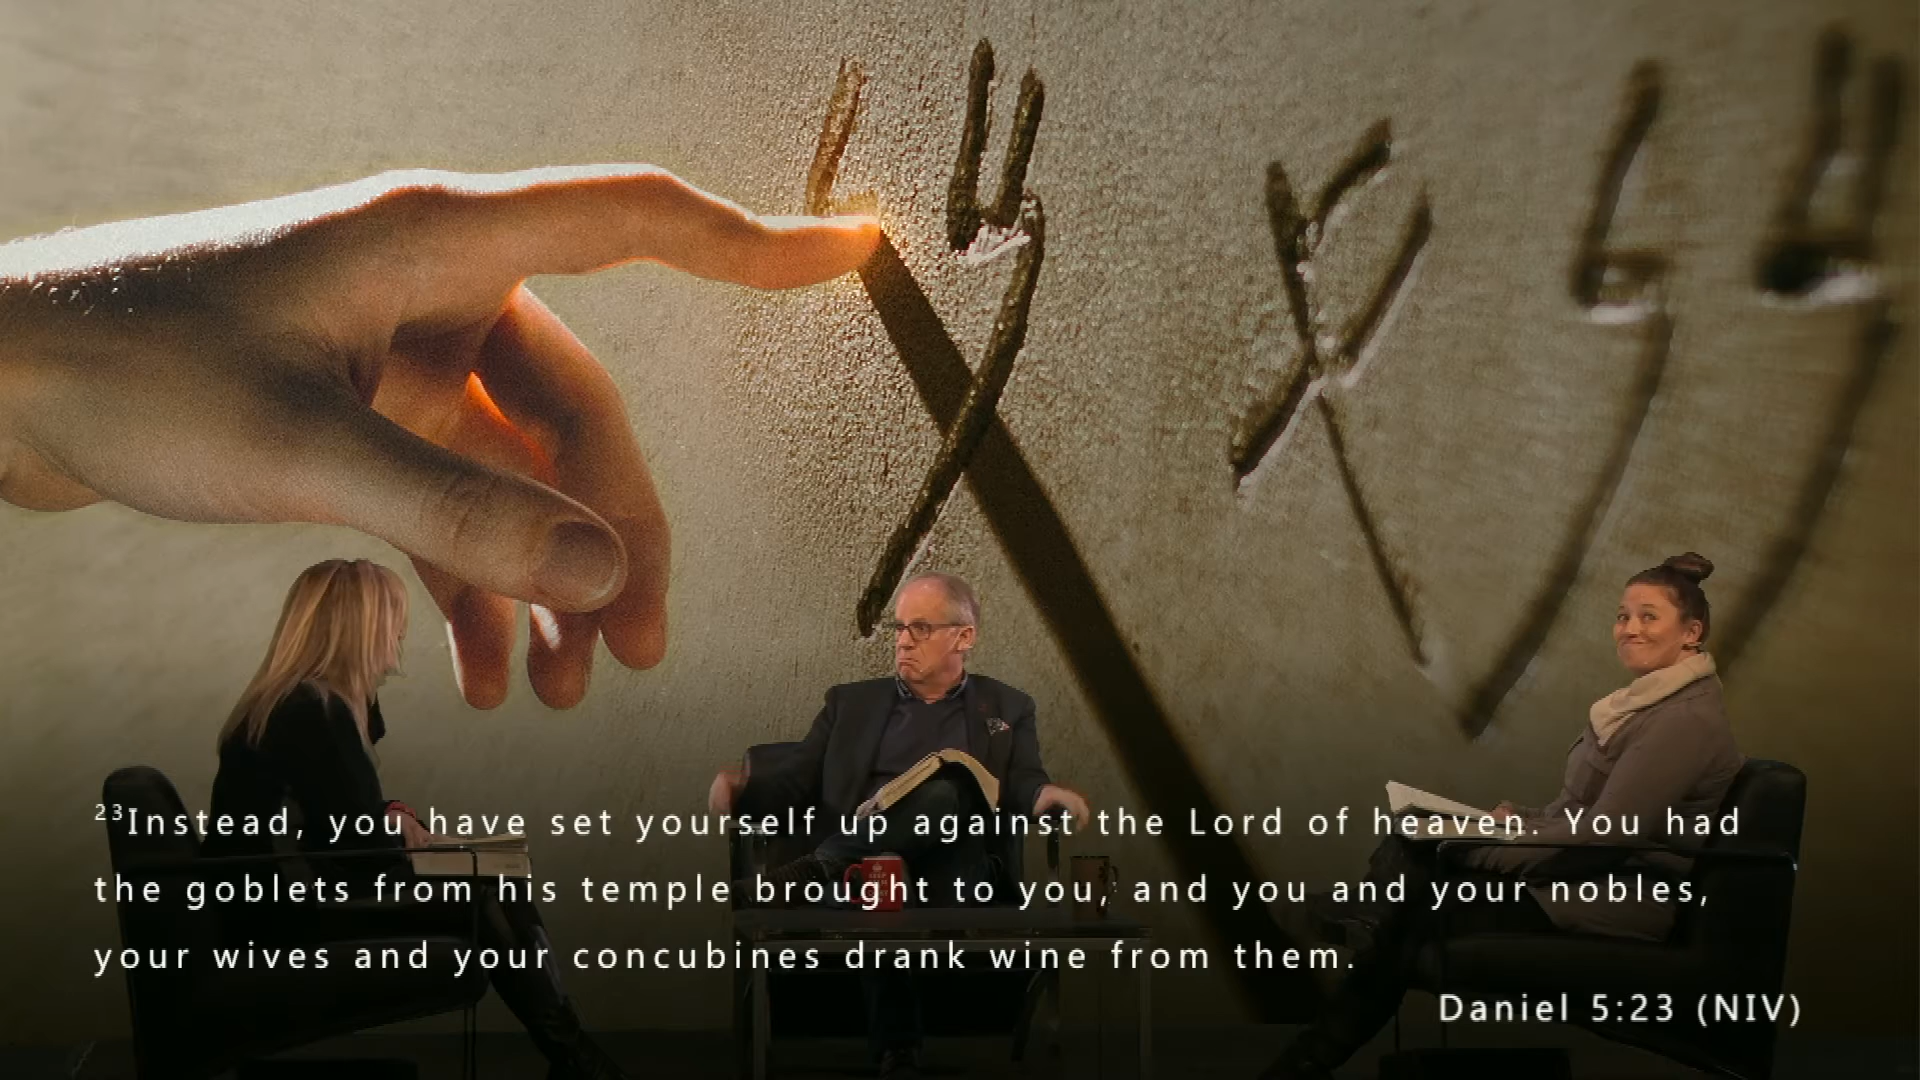 ²³Instead, you have set yourself up against the Lord of heaven. You had
the goblets from his temple brought to you, and you and your nobles,
your wives and your concubines drank wine from them.
Daniel 5:23 (NIV)